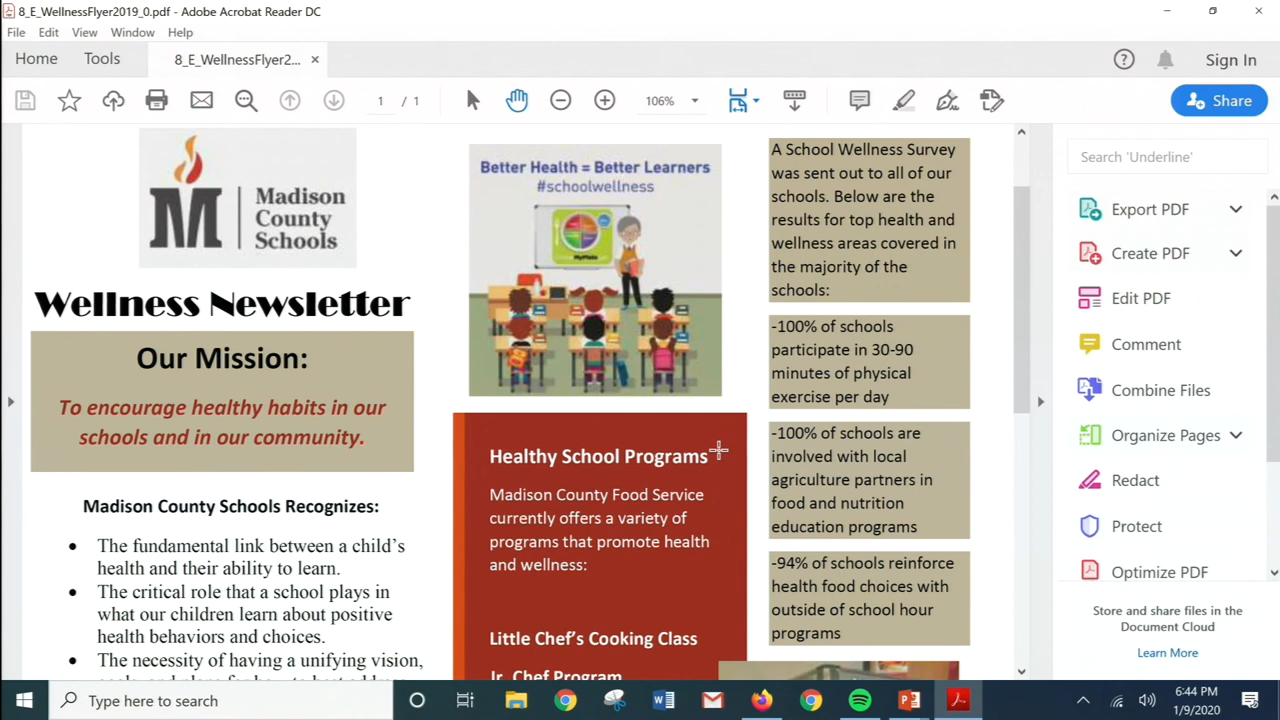 8_E_WellnessFlyer2019_0.pdf - Adobe Acrobat Reader DC
File Edit View Window Help
Home Tools 8_E_WellnessFlyer2... Sign In
1 / 1 106% Share
Madison
County
Schools
Wellness Newsletter
Our Mission:
To encourage healthy habits in our
schools and in our community.
Madison County Schools Recognizes:
• The fundamental link between a child's
health and their ability to learn.
• The critical role that a school plays in
what our children learn about positive
health behaviors and choices.
• The necessity of having a unifying vision,
Better Health = Better Learners
#schoolwellness
MyPlate
Healthy School Programs
Madison County Food Service
currently offers a variety of
programs that promote health
and wellness:
Little Chef's Cooking Class
Jr. Chef Program
A School Wellness Survey
was sent out to all of our
schools. Below are the
results for top health and
wellness areas covered in
the majority of the
schools:
-100% of schools
participate in 30-90
minutes of physical
exercise per day
-100% of schools are
involved with local
agriculture partners in
food and nutrition
education programs
-94% of schools reinforce
health food choices with
outside of school hour
programs
Search 'Underline'
Export PDF
Create PDF
Edit PDF
Comment
Combine Files
Organize Pages
Redact
Protect
Optimize PDF
Store and share files in the
Document Cloud
Learn More
Type here to search
6:44 PM
1/9/2020